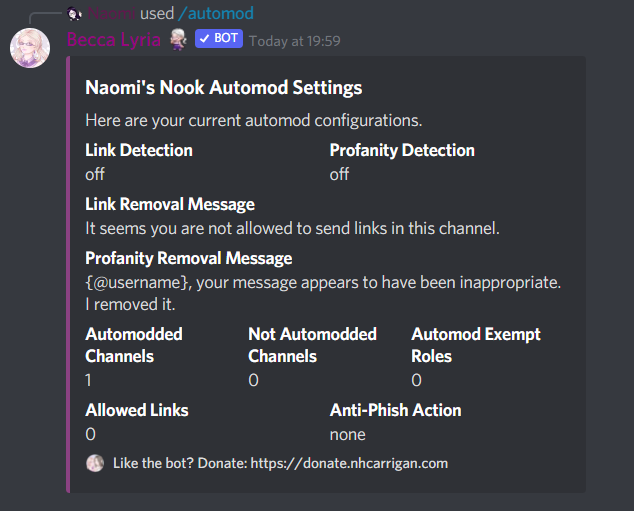 Naomi used /automod
Becca Lyria BOT Today at 19:59
Naomi's Nook Automod Settings
Here are your current automod configurations.
Link Detection Profanity Detection
off off
Link Removal Message
It seems you are not allowed to send links in this channel.
Profanity Removal Message
{@username}, your message appears to have been inappropriate.
I removed it.
Automodded Not Automodded Automod Exempt
Channels Channels Roles
1 0 0
Allowed Links Anti-Phish Action
0 none
Like the bot? Donate: https://donate.nhcarrigan.com